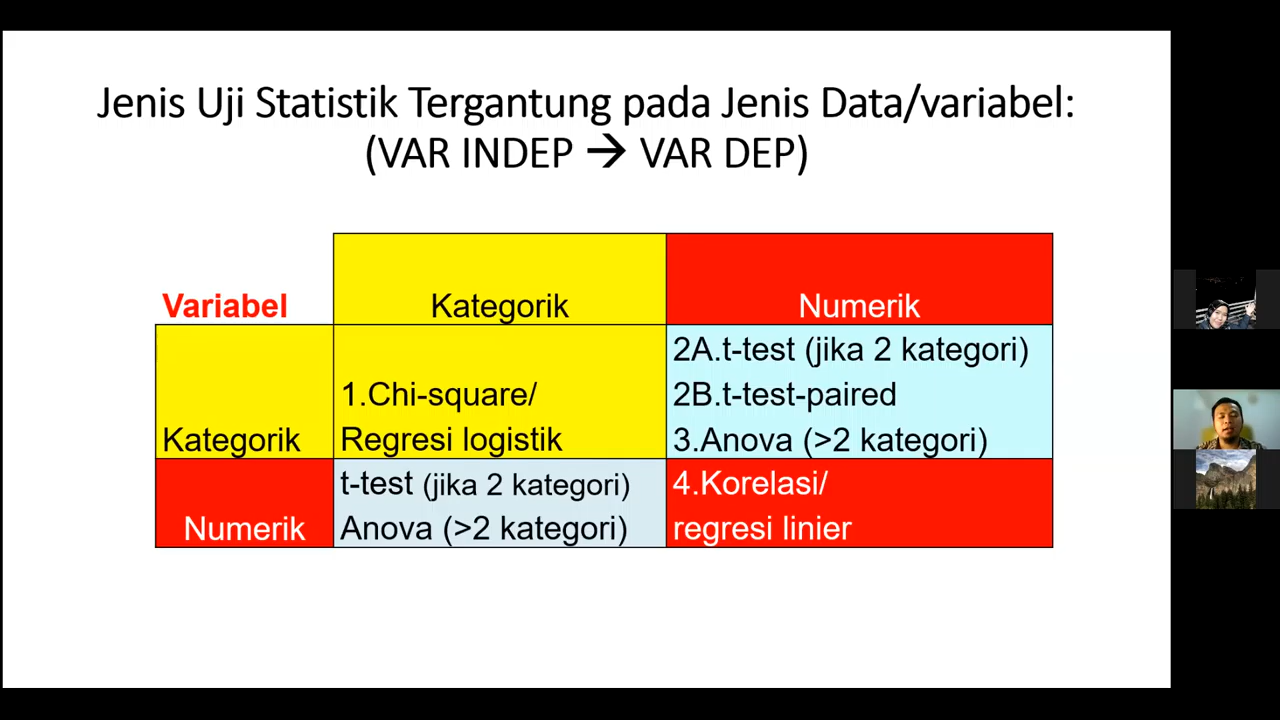 Jenis Uji Statistik Tergantung pada Jenis Data/variabel:
(VAR INDEP → VAR DEP)
Variabel
Kategorik
Numerik
Kategorik
1.Chi-square/
Regresi logistik
2A.t-test (jika 2 kategori)
2B.t-test-paired
3.Anova (>2 kategori)
Numerik
t-test (jika 2 kategori)
Anova (>2 kategori)
4.Korelasi/
regresi linier